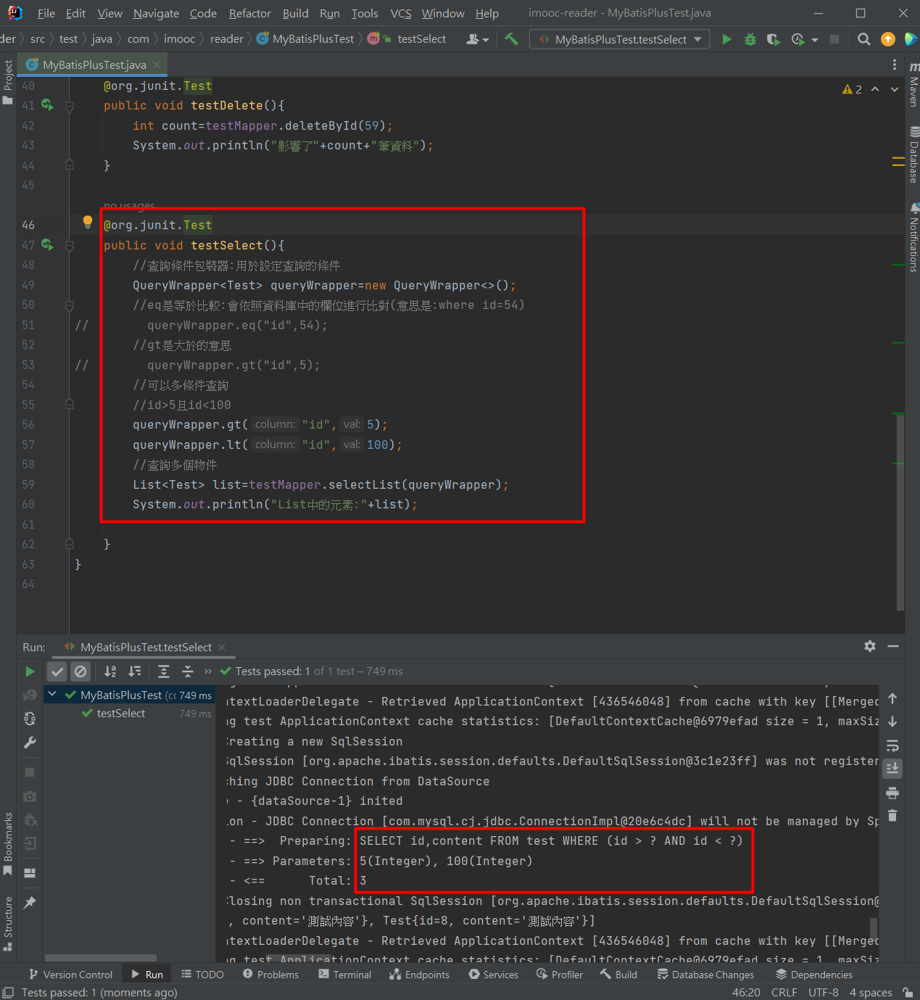 File Edit View Navigate Code Refactor Build Run Tools VCS Window Help imooc-reader - MyBatisPlusTest.java
der src test java com imooc reader MyBatisPlusTest testSelect MyBatisPlusTest.testSelect
Project
MyBatisPlusTest.java
Maven
Database
Notifications
2
40 @org.junit.Test
41 public void testDelete(){
42 int count=testMapper.deleteById(59);
43 System.out.println("影響了"+count+"筆資料");
44 }
45
no usages
46 @org.junit.Test
47 public void testSelect(){
48 //查詢條件包裝器:用於設定查詢的條件
49 QueryWrapper<Test> queryWrapper=new QueryWrapper<>();
50 //eq是等於比較:會依照資料庫中的欄位進行比對(意思是:where id=54)
51 // queryWrapper.eq("id",54);
52 //gt是大於的意思
53 // queryWrapper.gt("id",5);
54 //可以多條件查詢
55 //id>5且id<100
56 queryWrapper.gt( column: "id", val: 5);
57 queryWrapper.lt( column: "id", val: 100);
58 //查詢多個物件
59 List<Test> list=testMapper.selectList(queryWrapper);
60 System.out.println("List中的元素:"+list);
61
62 }
63 }
64
Run: MyBatisPlusTest.testSelect
Tests passed: 1 of 1 test – 749 ms
MyBatisPlusTest (co 749 ms
testSelect 749 ms
ntextLoaderDelegate - Retrieved ApplicationContext [436546048] from cache with key [[Merged
ng test ApplicationContext cache statistics: [DefaultContextCache@6979efad size = 1, maxSiz
Creating a new SqlSession
SqlSession [org.apache.ibatis.session.defaults.DefaultSqlSession@3c1e23ff] was not register
ching JDBC Connection from DataSource
e - {dataSource-1} inited
ion - JDBC Connection [com.mysql.cj.jdbc.ConnectionImpl@20e6c4dc] will not be managed by Sp
- ==>  Preparing: SELECT id,content FROM test WHERE (id > ? AND id < ?)
- ==> Parameters: 5(Integer), 100(Integer)
- <==      Total: 3
Closing non transactional SqlSession [org.apache.ibatis.session.defaults.DefaultSqlSession@
, content='測試內容'}, Test{id=8, content='測試內容'}]
ntextLoaderDelegate - Retrieved ApplicationContext [436546048] from cache with key [[Merged
ng test ApplicationContext cache statistics: [DefaultContextCache@6979efad size = 1, maxSiz
Bookmarks
Structure
Version Control Run TODO Problems Terminal Endpoints Services Profiler Build Database Changes Dependencies
Tests passed: 1 (moments ago) 46:20 CRLF UTF-8 4 spaces